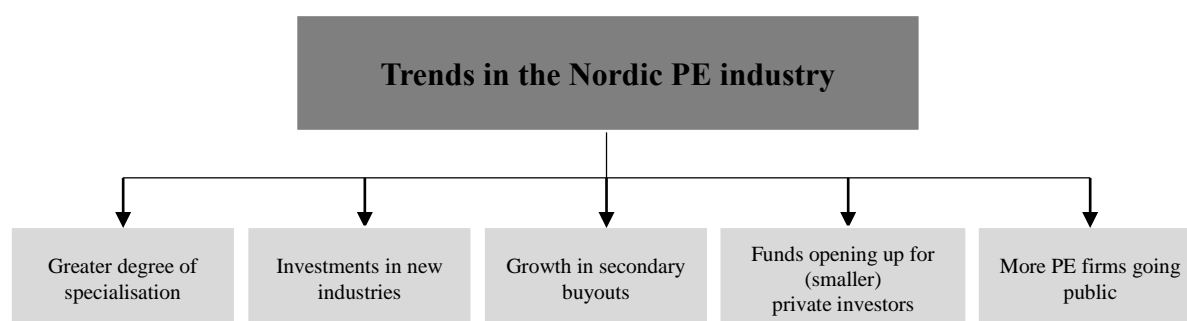 Trends in the Nordic PE industry
Greater degree of
specialisation
Investments in new
industries
Growth in secondary
buyouts
Funds opening up for
(smaller)
private investors
More PE firms going
public